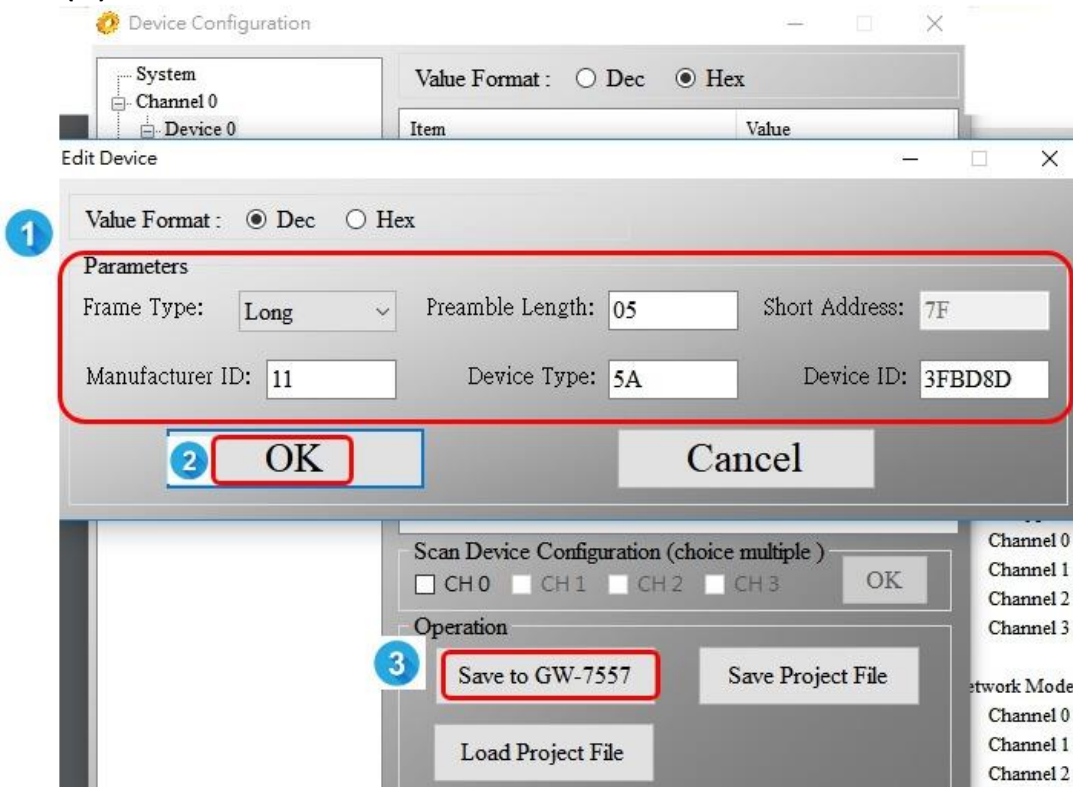 Device Configuration
System
Channel 0
Device 0
Value Format : Dec Hex
Item Value
Edit Device
1
Value Format : Dec Hex
Parameters
Frame Type: Long Preamble Length: 05 Short Address: 7F
Manufacturer ID: 11 Device Type: 5A Device ID: 3FBD8D
2 OK Cancel
Scan Device Configuration (choice multiple )
CH 0 CH 1 CH 2 CH 3 OK
Operation
3 Save to GW-7557 Save Project File
Load Project File
Channel 0
Channel 1
Channel 2
Channel 3
etwork Mode
Channel 0
Channel 1
Channel 2